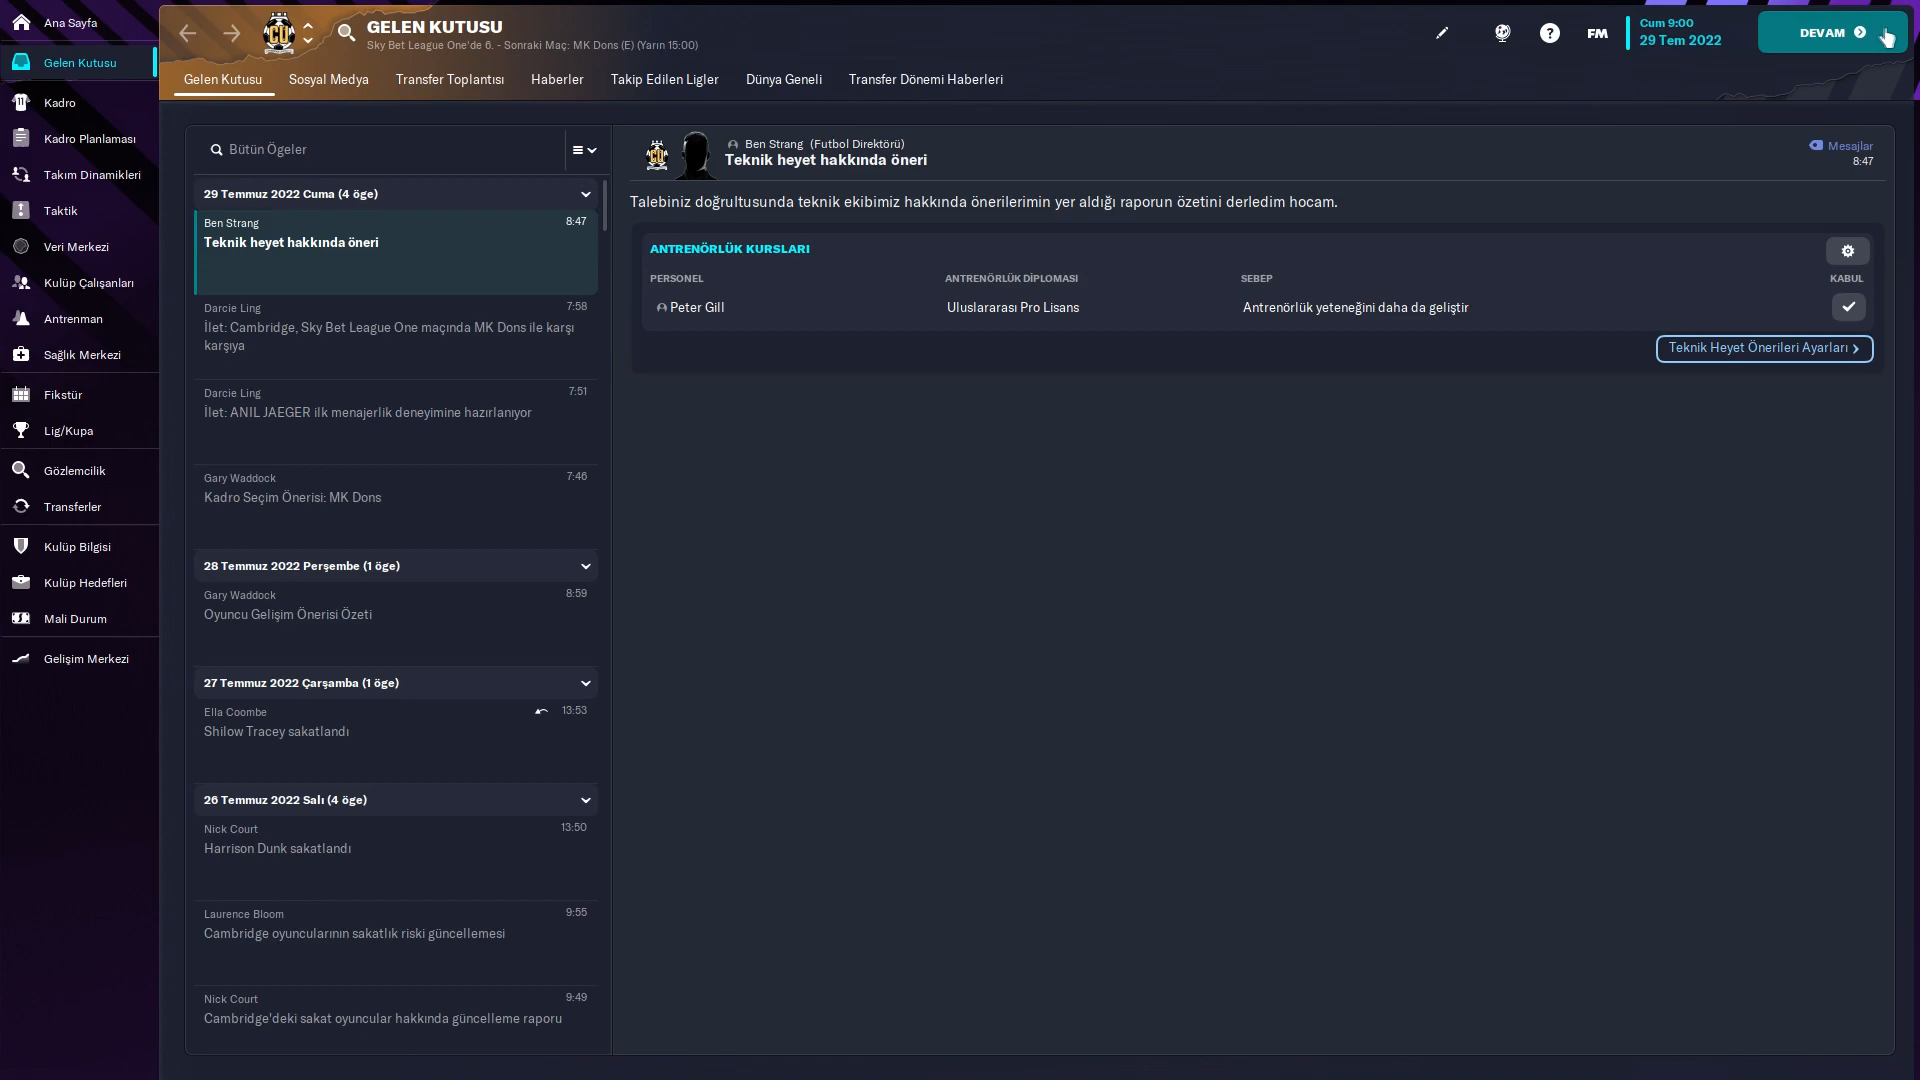 Ana Sayfa
Gelen Kutusu
Kadro
Kadro Planlaması
Takım Dinamikleri
Taktik
Veri Merkezi
Kulüp Çalışanları
Antrenman
Sağlık Merkezi
Fikstür
Lig/Kupa
Gözlemcilik
Transferler
Kulüp Bilgisi
Kulüp Hedefleri
Mali Durum
Gelişim Merkezi
GELEN KUTUSU
Sky Bet League One'de 6. - Sonraki Maç: MK Dons (E) (Yarın 15:00)
FM
Cum 9:00
29 Tem 2022
DEVAM
Gelen Kutusu
Sosyal Medya
Transfer Toplantısı
Haberler
Takip Edilen Ligler
Dünya Geneli
Transfer Dönemi Haberleri
Bütün Ögeler
29 Temmuz 2022 Cuma (4 öge)
Ben Strang 8:47
Teknik heyet hakkında öneri
Darcie Ling 7:58
İlet: Cambridge, Sky Bet League One maçında MK Dons ile karşı
karşıya
Darcie Ling 7:51
İlet: ANIL JAEGER ilk menajerlik deneyimine hazırlanıyor
Gary Waddock 7:46
Kadro Seçim Önerisi: MK Dons
28 Temmuz 2022 Perşembe (1 öge)
Gary Waddock 8:59
Oyuncu Gelişim Önerisi Özeti
27 Temmuz 2022 Çarşamba (1 öge)
Ella Coombe 13:53
Shilow Tracey sakatlandı
26 Temmuz 2022 Salı (4 öge)
Nick Court 13:50
Harrison Dunk sakatlandı
Laurence Bloom 9:55
Cambridge oyuncularının sakatlık riski güncellemesi
Nick Court 9:49
Cambridge'deki sakat oyuncular hakkında güncelleme raporu
Ben Strang (Futbol Direktörü)
Teknik heyet hakkında öneri
Mesajlar
8:47
Talebiniz doğrultusunda teknik ekibimiz hakkında önerilerimin yer aldığı raporun özetini derledim hocam.
ANTRENÖRLÜK KURSLARI
PERSONEL ANTRENÖRLÜK DİPLOMASI SEBEP KABUL
Peter Gill Uluslararası Pro Lisans Antrenörlük yeteneğini daha da geliştir
Teknik Heyet Önerileri Ayarları